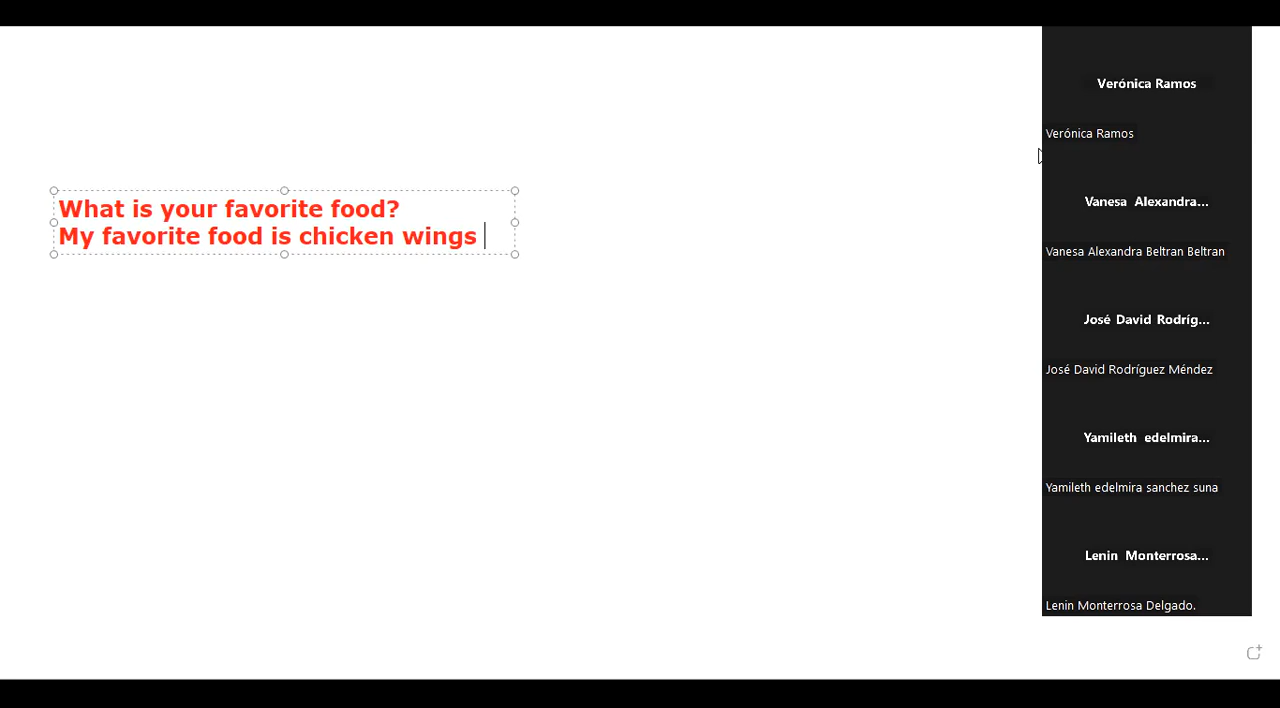 What is your favorite food?
My favorite food is chicken wings
Verónica Ramos
Verónica Ramos
Vanesa Alexandra...
Vanesa Alexandra Beltran Beltran
José David Rodríg...
José David Rodríguez Méndez
Yamileth edelmira...
Yamileth edelmira sanchez suna
Lenin Monterrosa...
Lenin Monterrosa Delgado.